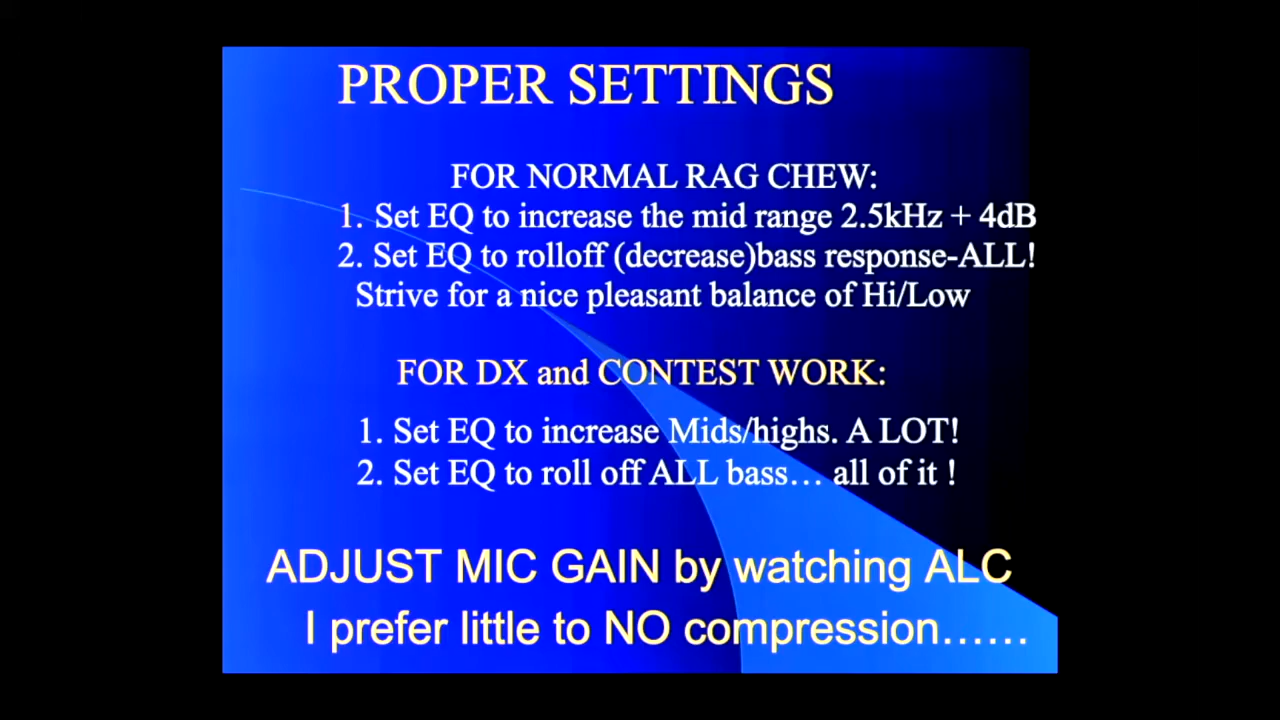 PROPER SETTINGS
FOR NORMAL RAG CHEW:
1. Set EQ to increase the mid range 2.5kHz + 4dB
2. Set EQ to rolloff (decrease)bass response-ALL!
Strive for a nice pleasant balance of Hi/Low
FOR DX and CONTEST WORK:
1. Set EQ to increase Mids/highs. A LOT!
2. Set EQ to roll off ALL bass… all of it !
ADJUST MIC GAIN by watching ALC
I prefer little to NO compression……